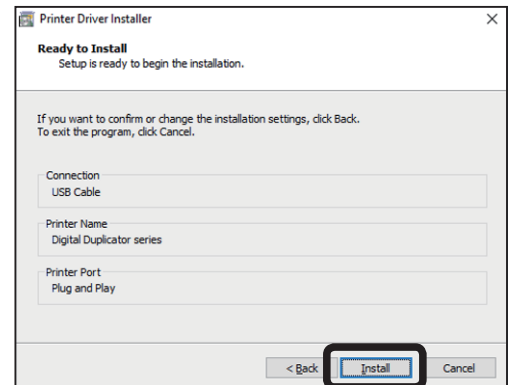 Printer Driver Installer
Ready to Install
Setup is ready to begin the installation.
If you want to confirm or change the installation settings, click Back.
To exit the program, click Cancel.
Connection
USB Cable
Printer Name
Digital Duplicator series
Printer Port
Plug and Play
< Back
Install
Cancel